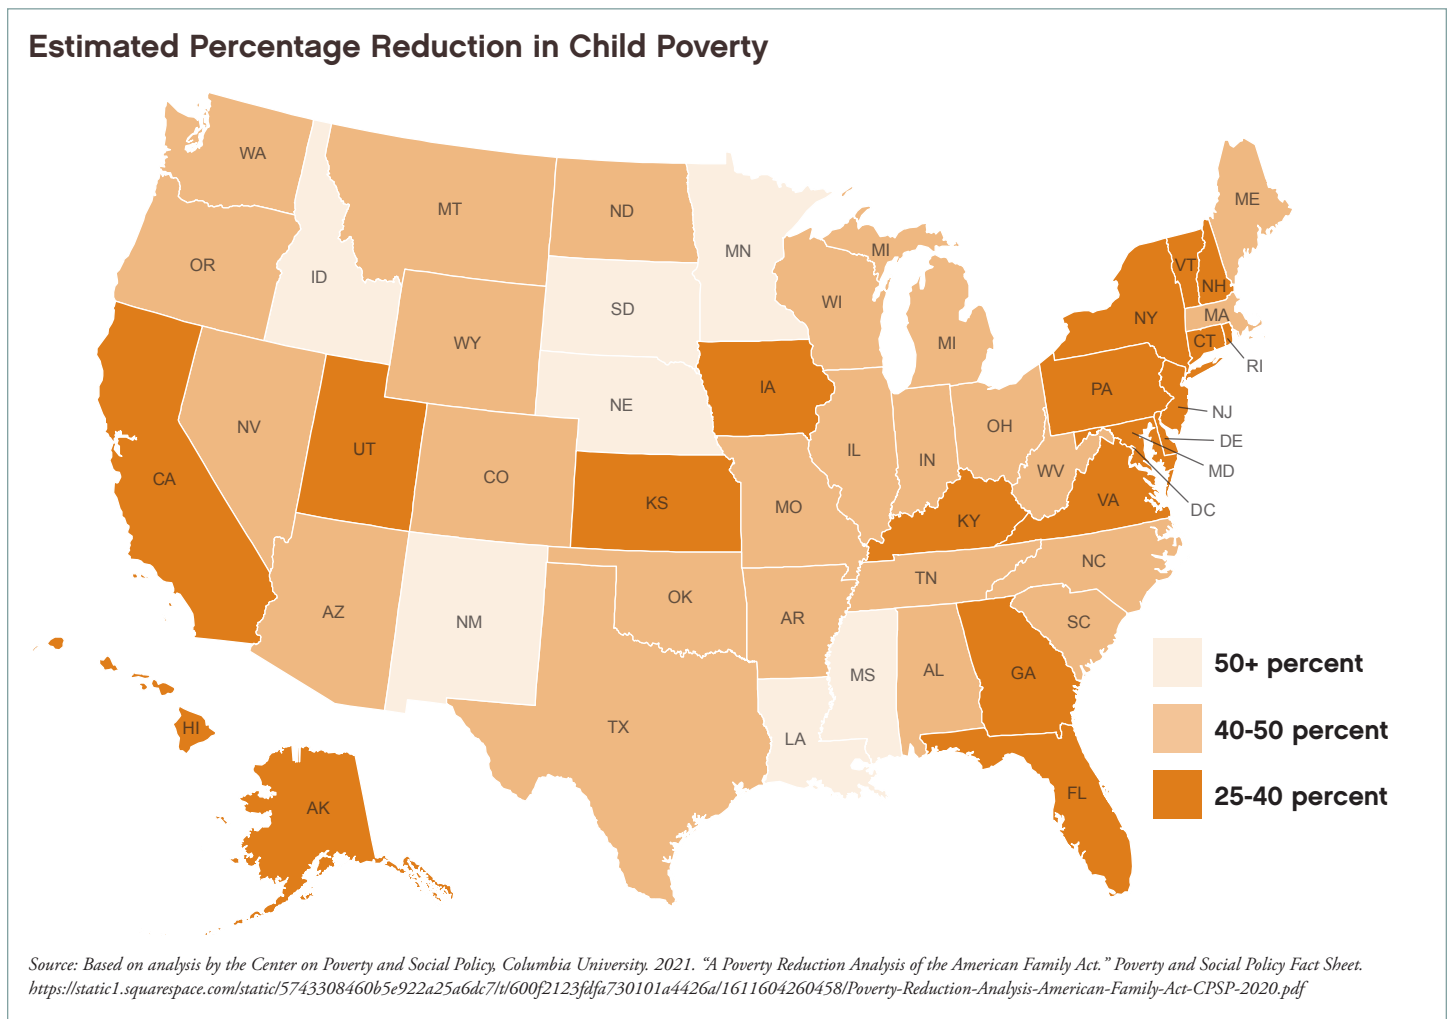 Estimated Percentage Reduction in Child Poverty
WA
MT
ND
MN
ME
OR
ID
SD
WI
MI
MI
VT
NH
NY
MA
CT
RI
WY
NE
IA
PA
NJ
NV
UT
CO
KS
MO
IL
IN
OH
WV
DE
MD
DC
CA
KY
VA
AZ
NM
OK
AR
TN
NC
SC
TX
LA
MS
AL
GA
FL
HI
AK
50+ percent
40-50 percent
25-40 percent
Source: Based on analysis by the Center on Poverty and Social Policy, Columbia University. 2021. “A Poverty Reduction Analysis of the American Family Act.” Poverty and Social Policy Fact Sheet.
https://static1.squarespace.com/static/5743308460b5e922a25a6dc7/t/600f2123fdfa730101a4426a/1611604260458/Poverty-Reduction-Analysis-American-Family-Act-CPSP-2020.pdf